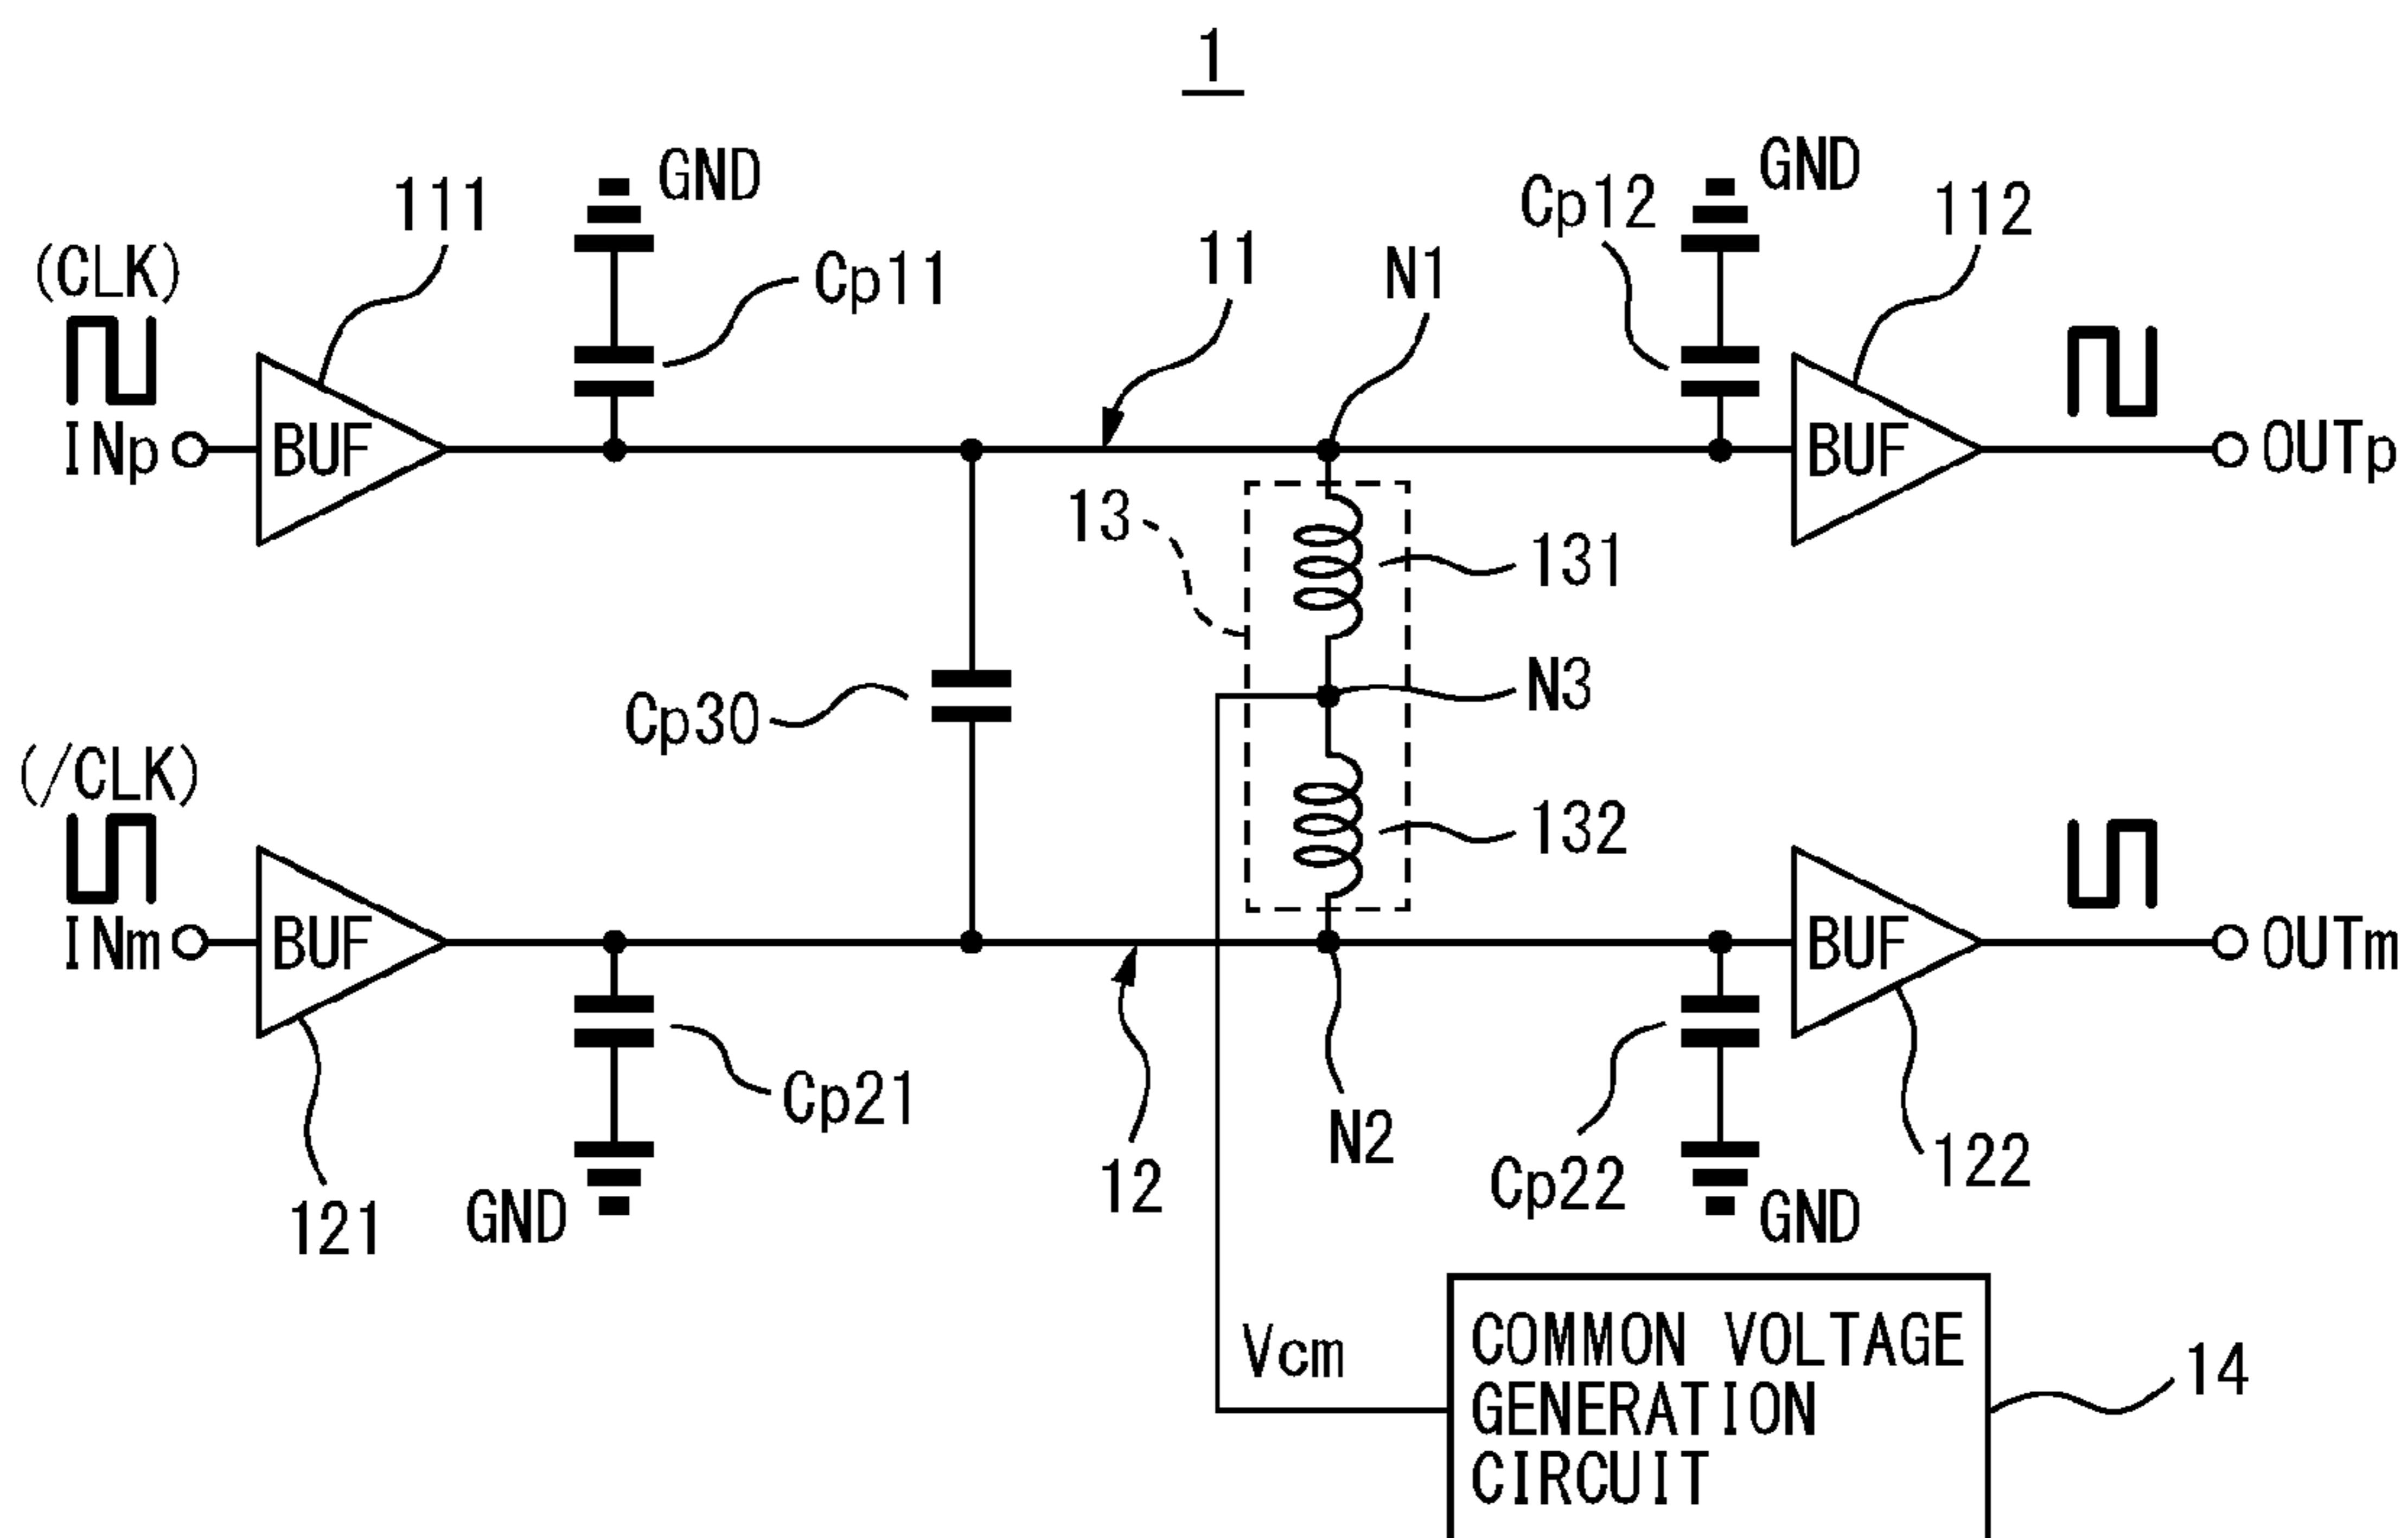 1
GND
GND
111
Cp12
112
(CLK)
Cp11
11
N1
INp
BUF
BUF
OUTp
13
131
N3
Cp30
(/CLK)
132
INm
BUF
BUF
OUTm
Cp21
N2
12
Cp22
122
121
GND
GND
Vcm
COMMON VOLTAGE
GENERATION
CIRCUIT
14